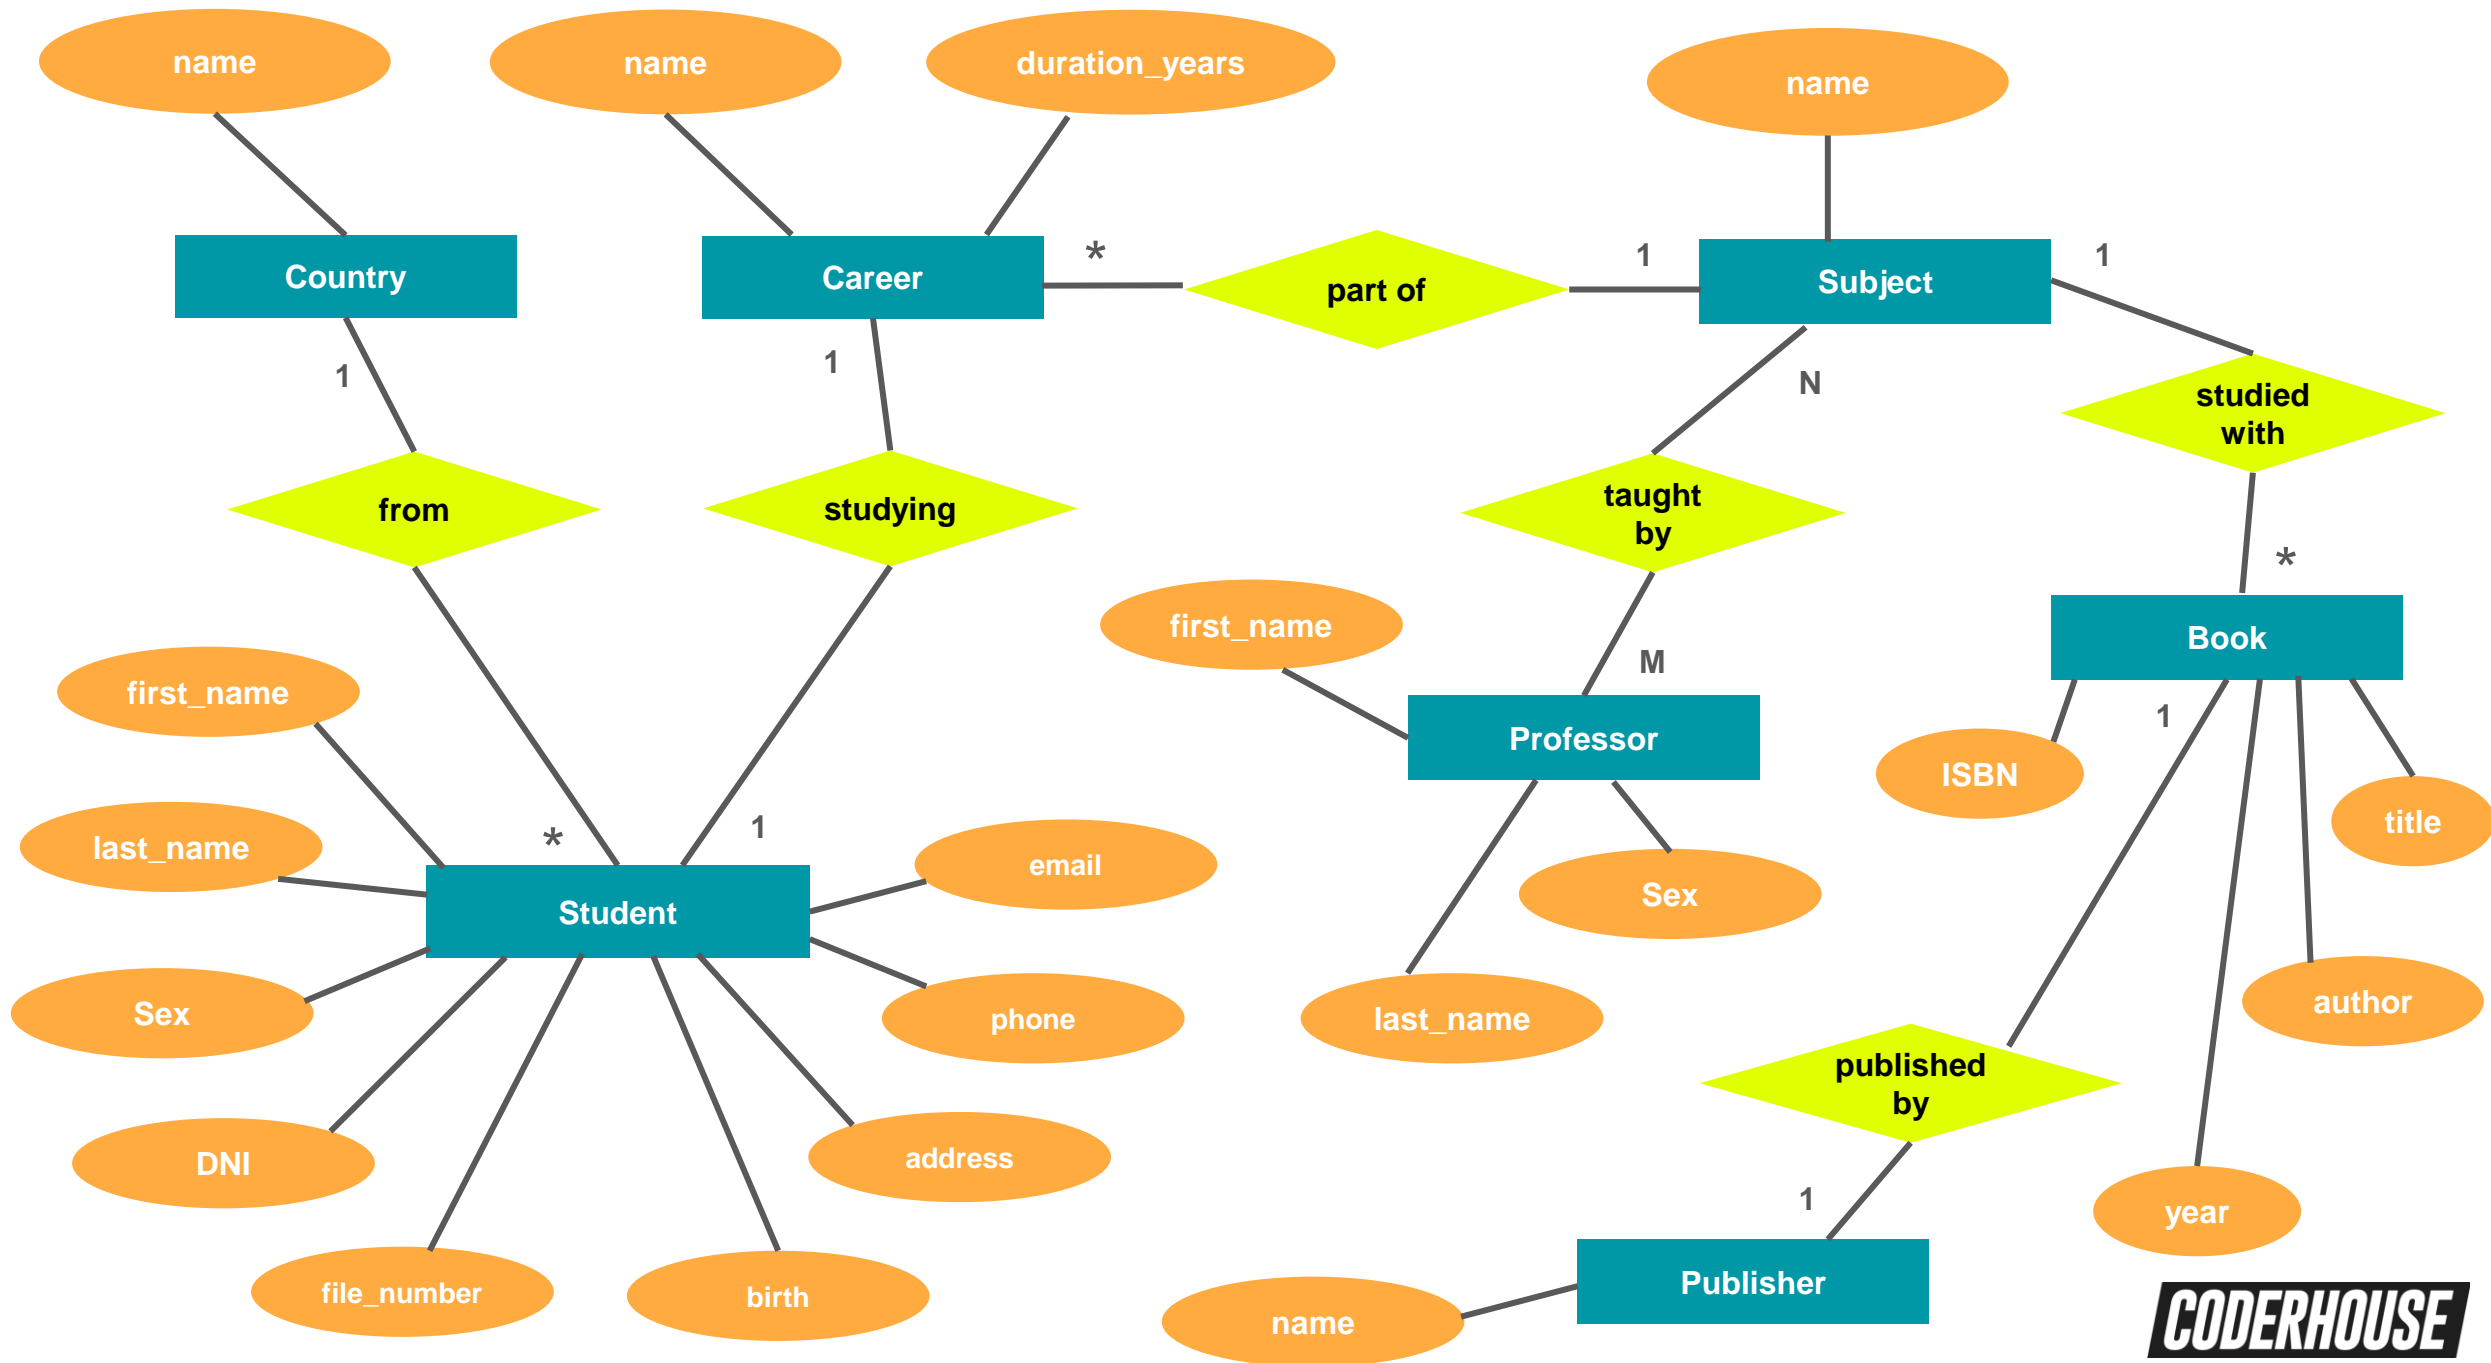 name
name
duration_years
name
Country
Career
*
part of
1
Subject
1
1
1
N
studied
with
from
studying
taught
by
*
first_name
M
Book
first_name
1
Professor
ISBN
title
last_name
*
1
email
Sex
Student
author
Sex
phone
last_name
published
by
DNI
address
1
year
file_number
birth
Publisher
name
CODERHOUSE